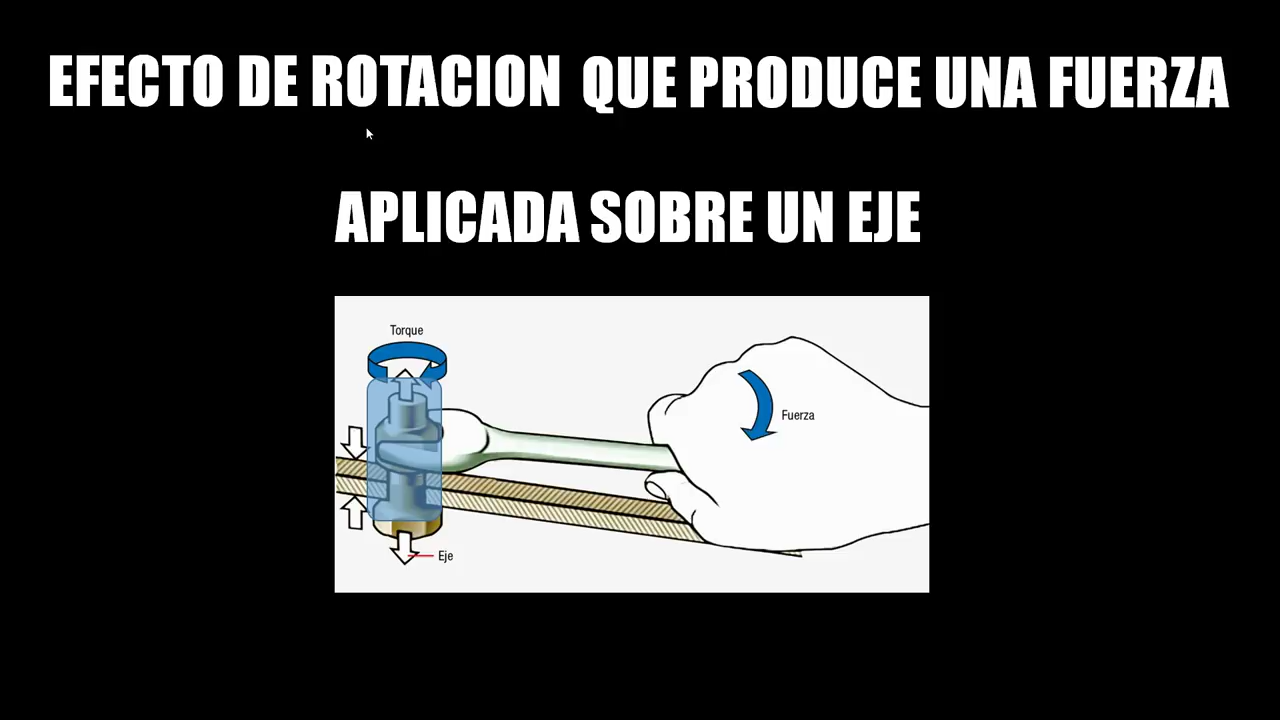 EFECTO DE ROTACION QUE PRODUCE UNA FUERZA
APLICADA SOBRE UN EJE
Torque
Fuerza
Eje